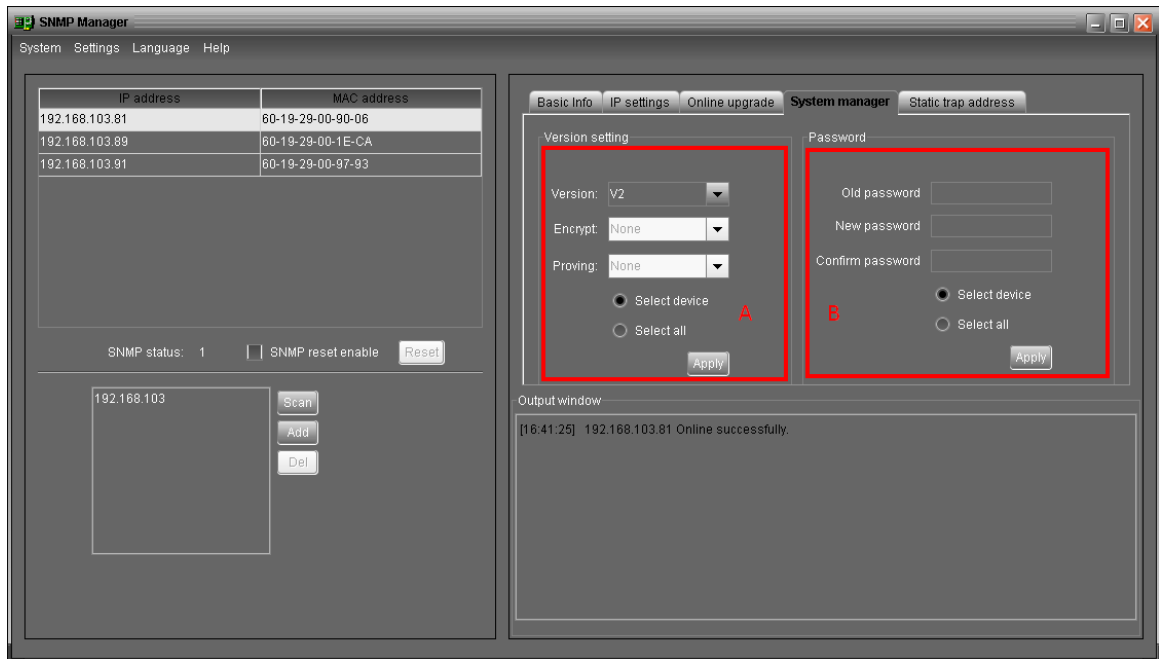 SNMP Manager
System Settings Language Help
IP address MAC address
192.168.103.81 60-19-29-00-90-06
192.168.103.89 60-19-29-00-1E-CA
192.168.103.91 60-19-29-00-97-93
SNMP status: 1 SNMP reset enable Reset
192.168.103
Scan
Add
Del
Basic Info IP settings Online upgrade System manager Static trap address
Version setting
Version: V2
Encrypt: None
Proving: None
Select device
Select all
A
Apply
Password
Old password
New password
Confirm password
Select device
Select all
B
Apply
Output window
[16:41:25] 192.168.103.81 Online successfully.